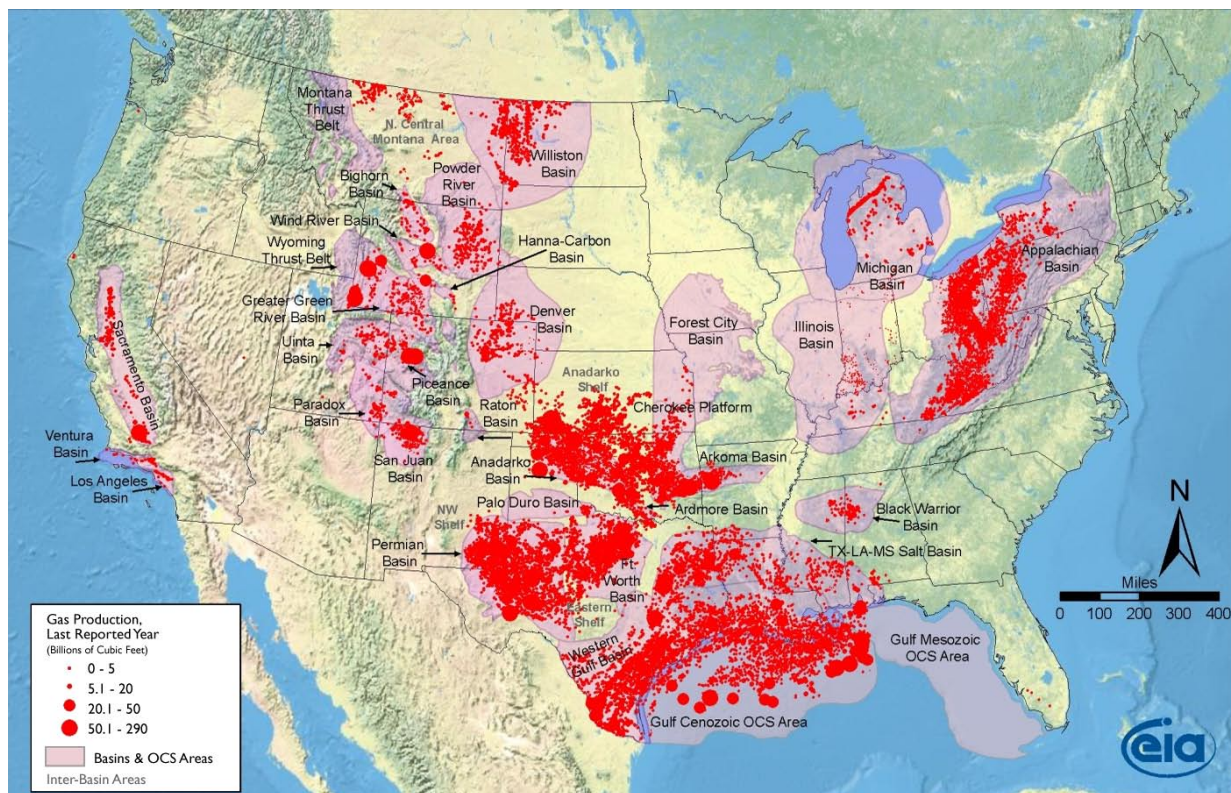 Montana
Thrust
Belt
N. Central
Montana Area
Williston
Basin
Powder
River
Basin
Bighorn
Basin
Wind River Basin
Wyoming
Thrust Belt
Hanna-Carbon
Basin
Greater Green
River Basin
Denver
Basin
Uinta
Basin
Piceance
Basin
Paradox
Basin
San Juan
Basin
Raton
Basin
Sacramento Basin
Ventura
Basin
Los Angeles
Basin
Forest City
Basin
Illinois
Basin
Michigan
Basin
Appalachian
Basin
Anadarko
Shelf
Cherokee Platform
Anadarko
Basin
Arkoma Basin
Palo Duro Basin
Ardmore Basin
Black Warrior
Basin
NW
Shelf
Permian
Basin
Ft.
Worth
Basin
TX-LA-MS Salt Basin
Eastern
Shelf
Western
Gulf Basin
Gulf Cenozoic OCS Area
Gulf Mesozoic
OCS Area
N
Miles
0 100 200 300 400
Gas Production,
Last Reported Year
(Billions of Cubic Feet)
0 - 5
5.1 - 20
20.1 - 50
50.1 - 290
Basins & OCS Areas
Inter-Basin Areas
eia